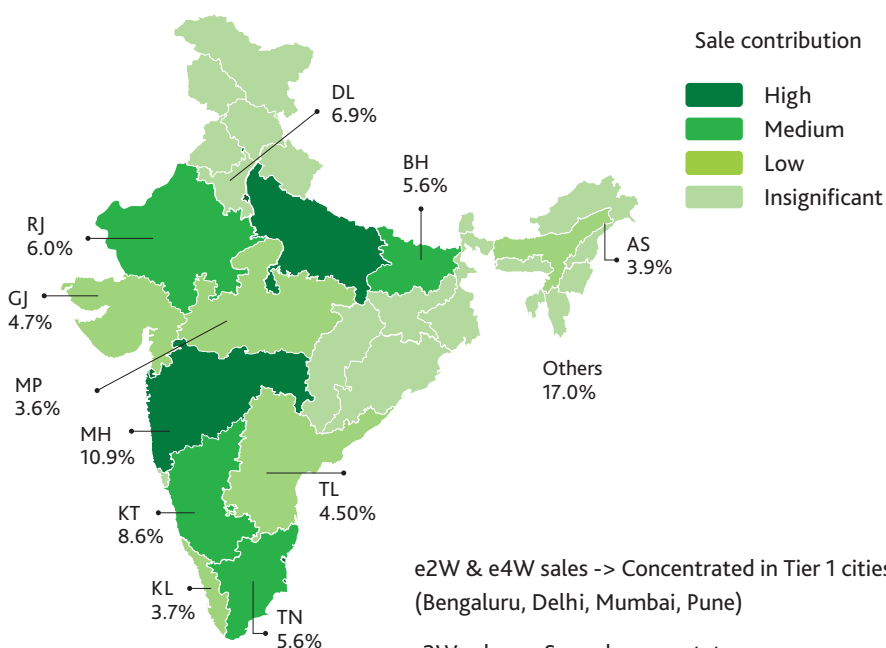 Sale contribution
High
Medium
Low
Insignificant
DL
6.9%
BH
5.6%
RJ
6.0%
AS
3.9%
GJ
4.7%
Others
17.0%
MP
3.6%
MH
10.9%
TL
4.50%
KT
8.6%
e2W & e4W sales -> Concentrated in Tier 1 cities
(Bengaluru, Delhi, Mumbai, Pune)
KL
3.7%
TN
5.6%